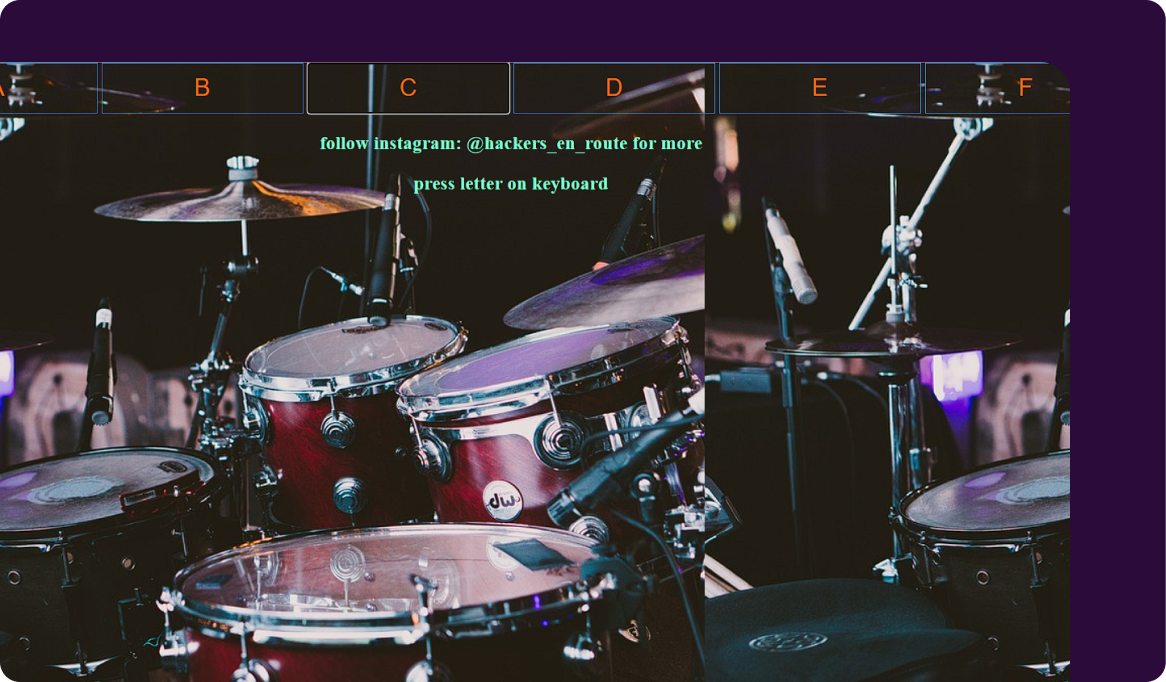 A B C D E F
follow instagram: @hackers_en_route for more
press letter on keyboard
dw